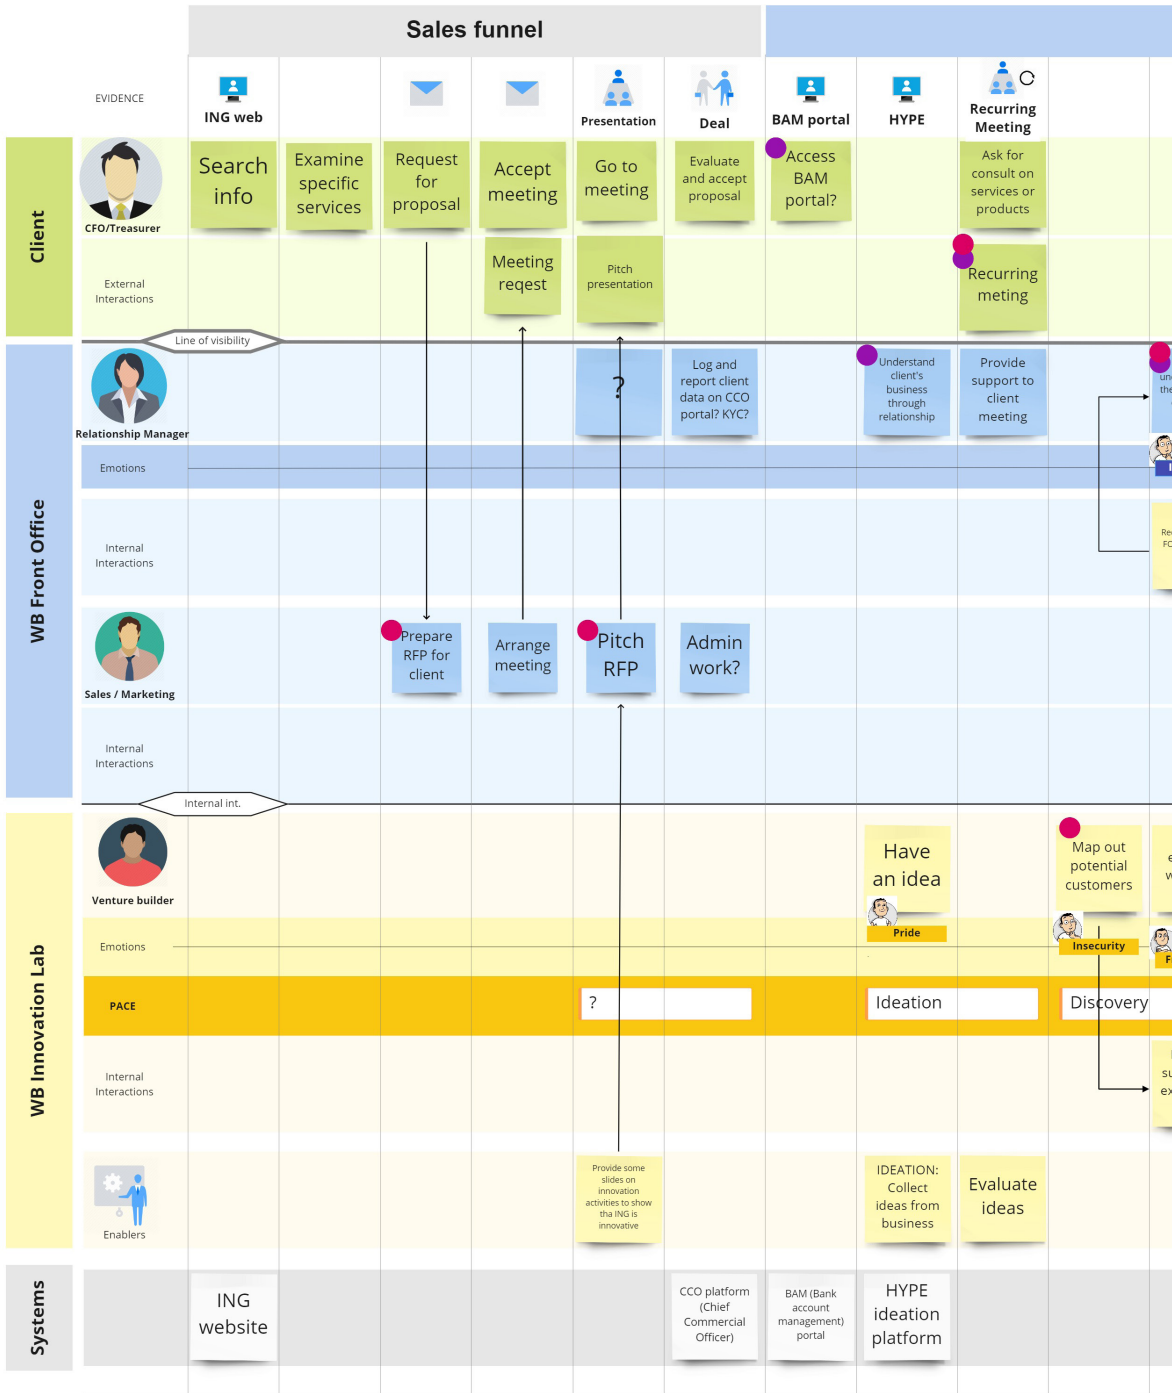 Sales funnel
EVIDENCE
ING web
Presentation
Deal
BAM portal
HYPE
Recurring
Meeting
Client
CFO/Treasurer
Search
info
Examine
specific
services
Request
for
proposal
Accept
meeting
Go to
meeting
Evaluate
and accept
proposal
Access
BAM
portal?
Ask for
consult on
services or
products
External
Interactions
Meeting
reqest
Pitch
presentation
Recurring
meting
Line of visibility
WB Front Office
Relationship Manager
?
Log and
report client
data on CCO
portal? KYC?
Understand
client's
business
through
relationship
Provide
support to
client
meeting
Emotions
Internal
Interactions
Sales / Marketing
Prepare
RFP for
client
Arrange
meeting
Pitch
RFP
Admin
work?
Internal
Interactions
Internal int.
WB Innovation Lab
Venture builder
Have
an idea
Map out
potential
customers
Emotions
Pride
Insecurity
PACE
?
Ideation
Discovery
Internal
Interactions
Enablers
Provide some
slides on
innovation
activities to show
tha ING is
innovative
IDEATION:
Collect
ideas from
business
Evaluate
ideas
Systems
ING
website
CCO platform
(Chief
Commercial
Officer)
BAM (Bank
account
management)
portal
HYPE
ideation
platform